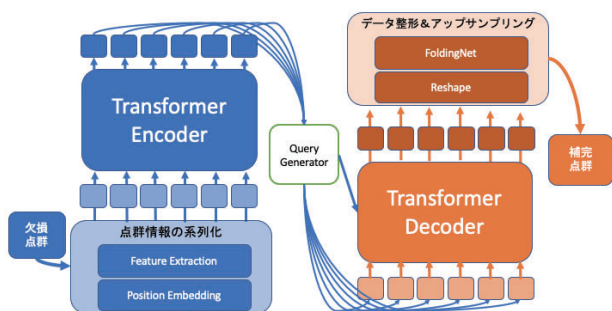 欠損
点群
点群情報の系列化
Feature Extraction
Position Embedding
Transformer
Encoder
Query
Generator
Transformer
Decoder
データ整形＆アップサンプリング
FoldingNet
Reshape
補完
点群